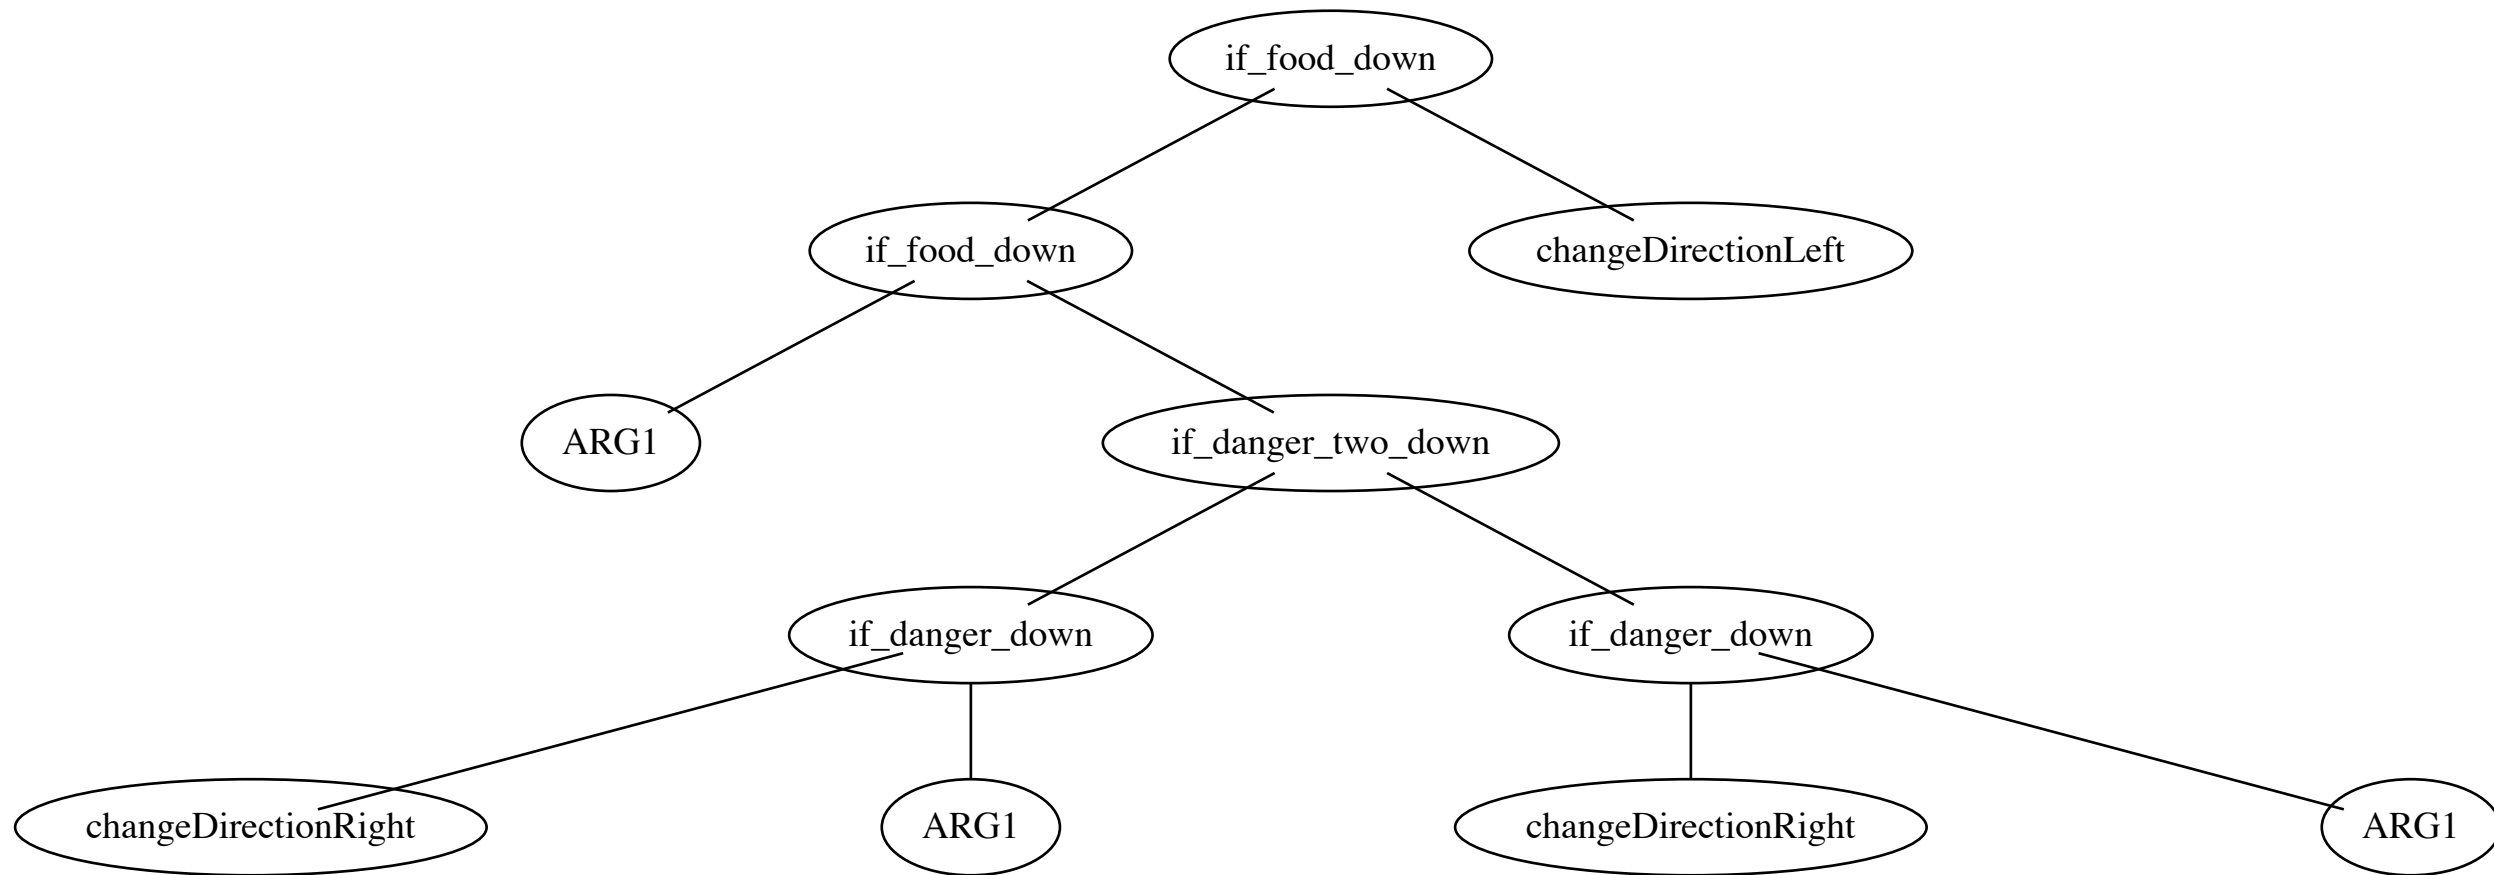 if_food_down
if_food_down
changeDirectionLeft
ARG1
if_danger_two_down
if_danger_down
if_danger_down
changeDirectionRight
ARG1
changeDirectionRight
ARG1